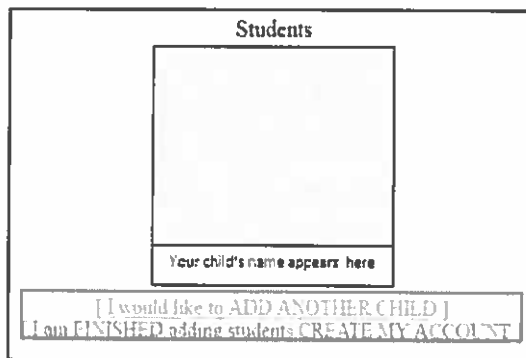 Students
Your child's name appears here
[ I would like to ADD ANOTHER CHILD ]
[ I am FINISHED adding students CREATE MY ACCOUNT